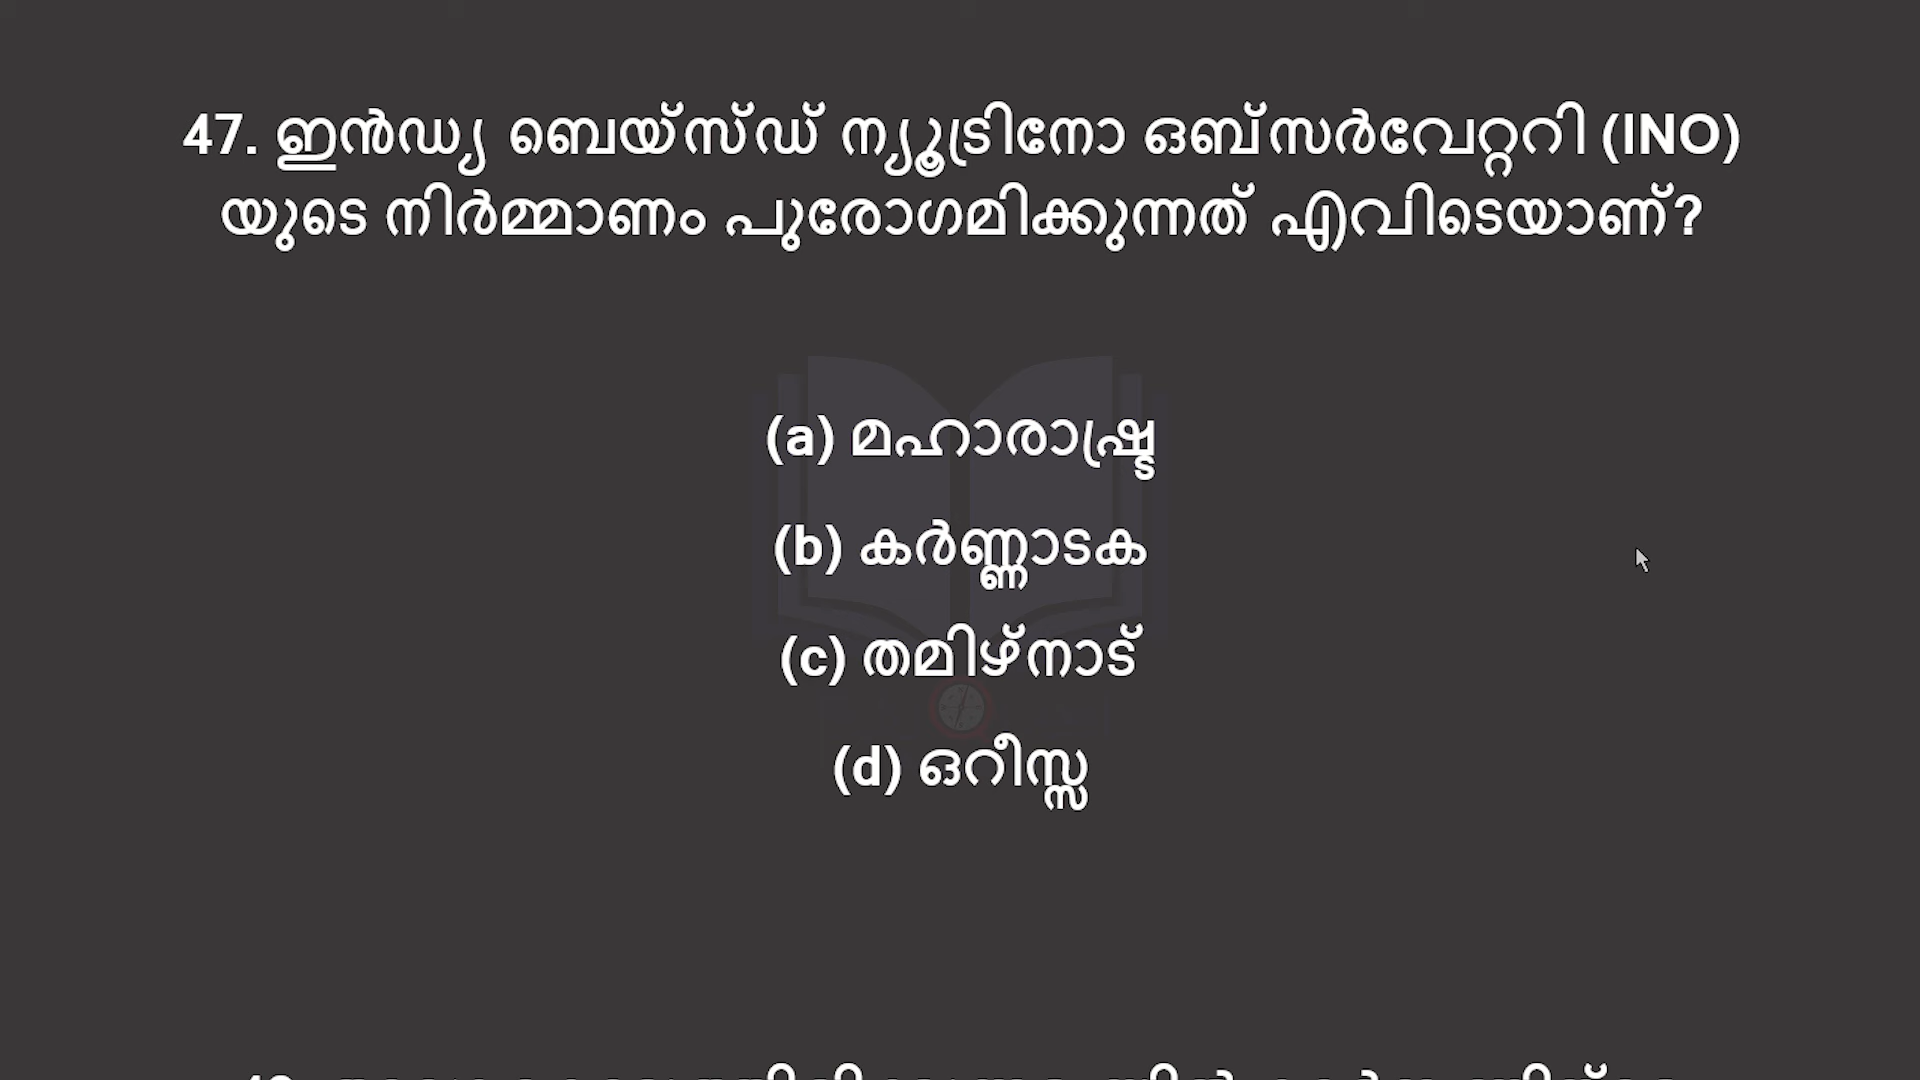 47. ഇൻഡ്യ ബെയ്സ്ഡ് ന്യൂട്രിനോ ഒബ്സർവേറ്ററി (INO)
യുടെ നിർമ്മാണം പുരോഗമിക്കുന്നത് എവിടെയാണ്?
(a) മഹാരാഷ്ട്ര
(b) കർണ്ണാടക
(c) തമിഴ്നാട്
(d) ഒറീസ്സ